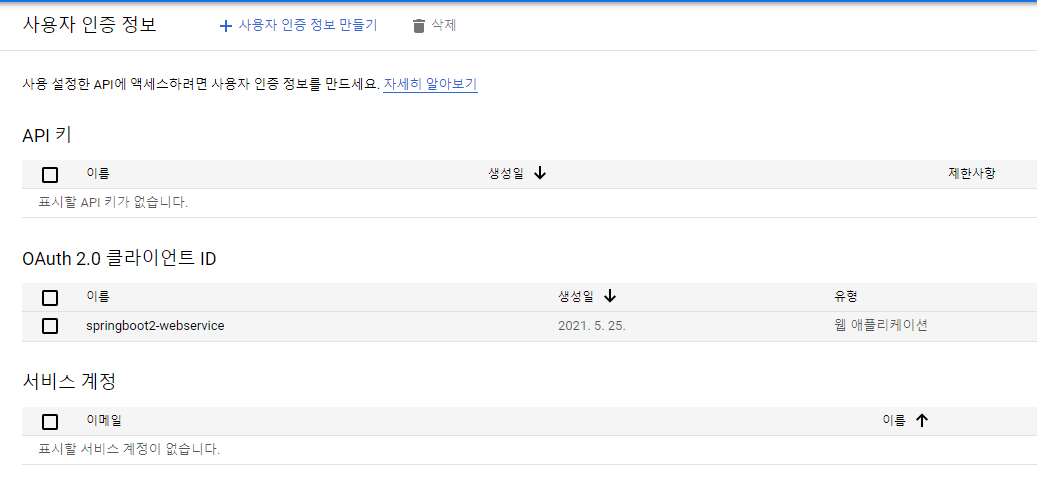 사용자 인증 정보 + 사용자 인증 정보 만들기 삭제
사용 설정한 API에 액세스하려면 사용자 인증 정보를 만드세요. 자세히 알아보기
API 키
이름 생성일 제한사항
표시할 API 키가 없습니다.
OAuth 2.0 클라이언트 ID
이름 생성일 유형
springboot2-webservice 2021. 5. 25. 웹 애플리케이션
서비스 계정
이메일 이름
표시할 서비스 계정이 없습니다.